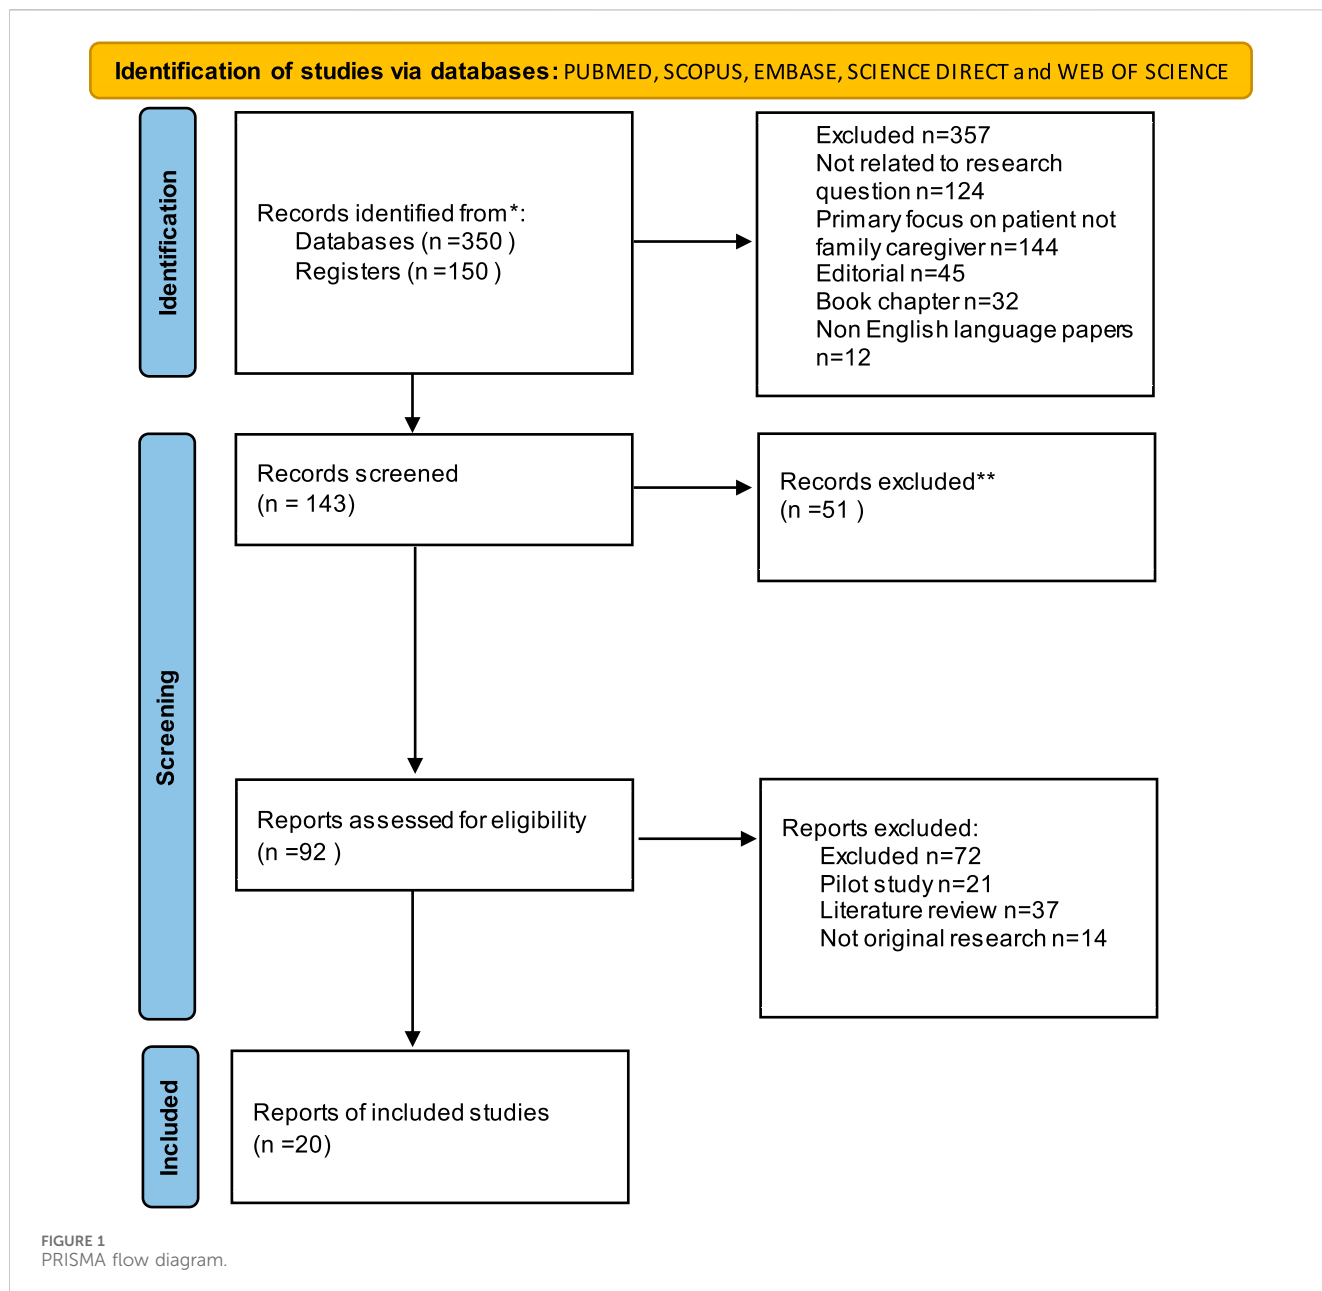 Identification of studies via databases: PUBMED, SCOPUS, EMBASE, SCIENCE DIRECT and WEB OF SCIENCE
Identification
Records identified from*:
Databases (n =350 )
Registers (n =150 )
Excluded n=357
Not related to research
question n=124
Primary focus on patient not
family caregiver n=144
Editorial n=45
Book chapter n=32
Non English language papers
n=12
Screening
Records screened
(n = 143)
Records excluded**
(n =51 )
Reports assessed for eligibility
(n =92 )
Reports excluded:
Excluded n=72
Pilot study n=21
Literature review n=37
Not original research n=14
Included
Reports of included studies
(n =20)
FIGURE 1
PRISMA flow diagram.